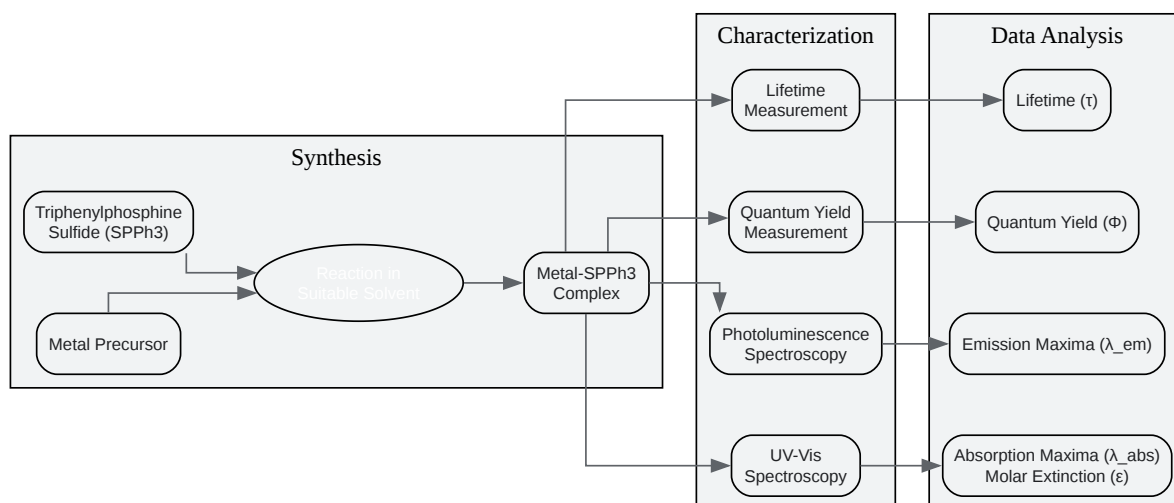 Synthesis
Triphenylphosphine
Sulfide (SPPh3)
Metal Precursor
Reaction in
Suitable Solvent
Metal-SPPh3
Complex
Characterization
Lifetime
Measurement
Quantum Yield
Measurement
Photoluminescence
Spectroscopy
UV-Vis
Spectroscopy
Data Analysis
Lifetime (τ)
Quantum Yield (Φ)
Emission Maxima (λ_em)
Absorption Maxima (λ_abs)
Molar Extinction (ε)